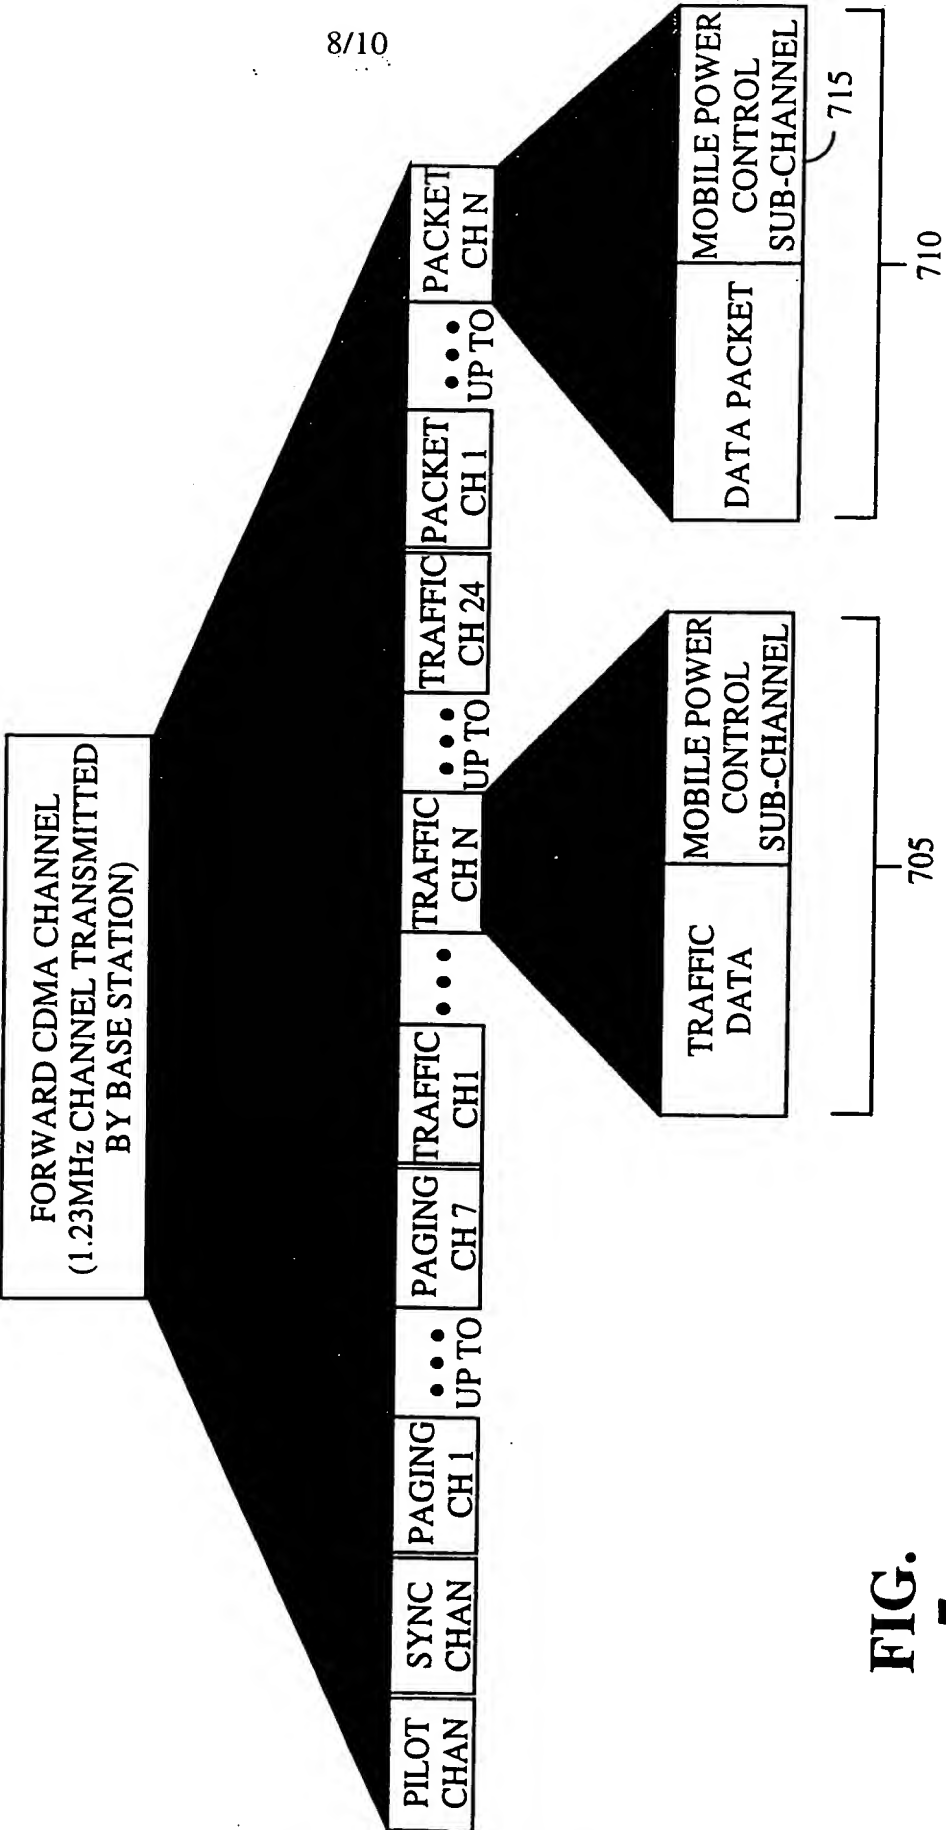 8/10
FORWARD CDMA CHANNEL
(1.23MHz CHANNEL TRANSMITTED
BY BASE STATION)
PILOT
CHAN
SYNC
CHAN
PAGING
CH 1
•••
UP TO
PAGING
CH 7
TRAFFIC
CH1
•••
TRAFFIC
CH N
•••
UP TO
TRAFFIC
CH 24
PACKET
CH 1
•••
UP TO
PACKET
CH N
TRAFFIC
DATA
MOBILE POWER
CONTROL
SUB-CHANNEL
705
DATA PACKET
MOBILE POWER
CONTROL
SUB-CHANNEL
715
710
FIG.